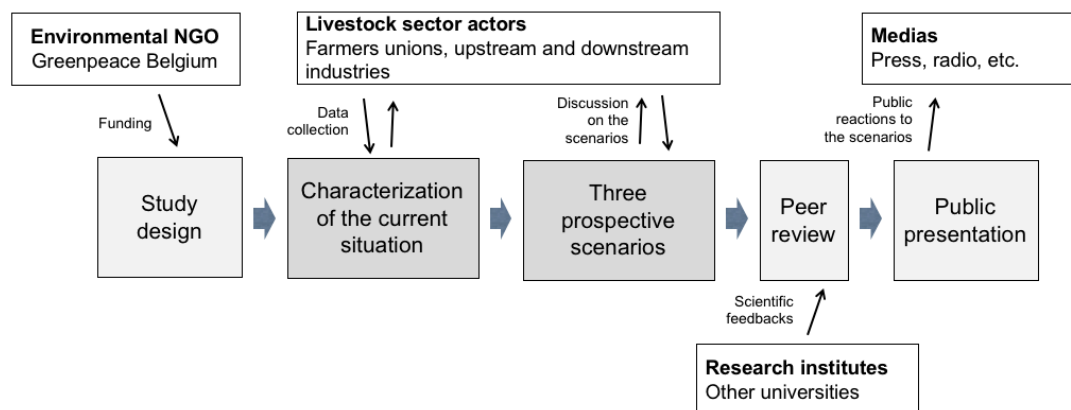 Environmental NGO
Greenpeace Belgium
Livestock sector actors
Farmers unions, upstream and downstream
industries
Medias
Press, radio, etc.
Funding
Data
collection
Discussion
on the
scenarios
Public
reactions to
the scenarios
Study
design
Characterization
of the current
situation
Three
prospective
scenarios
Peer
review
Public
presentation
Scientific
feedbacks
Research institutes
Other universities